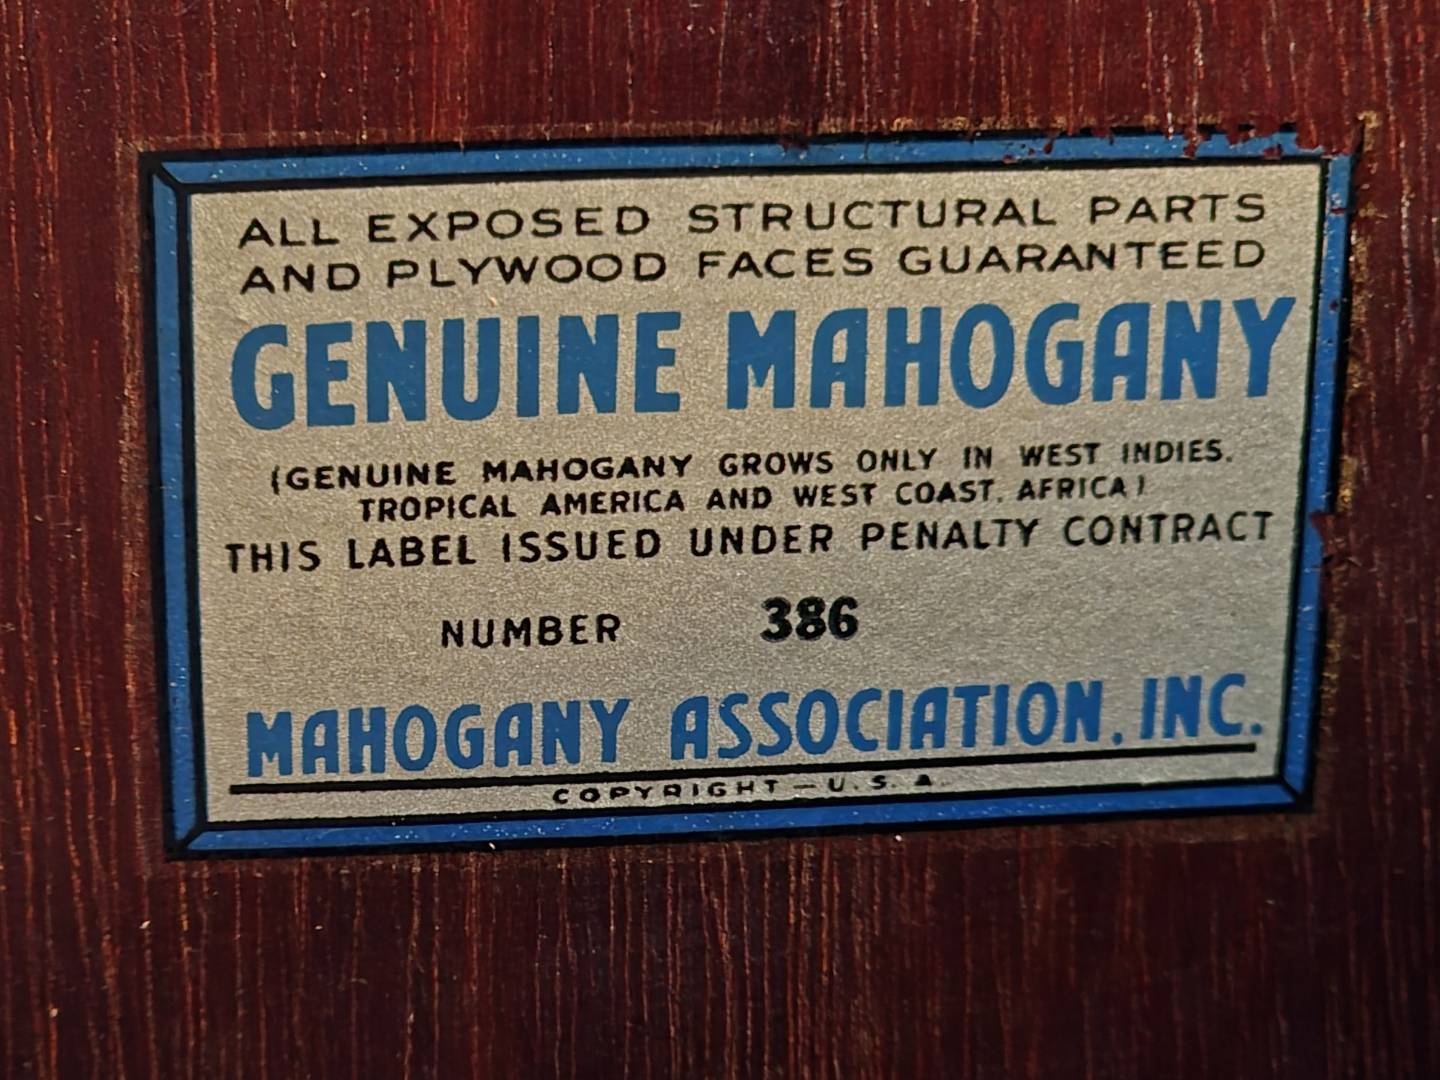 ALL EXPOSED STRUCTURAL PARTS
AND PLYWOOD FACES GUARANTEED
GENUINE MAHOGANY
(GENUINE MAHOGANY GROWS ONLY IN WEST INDIES,
TROPICAL AMERICA AND WEST COAST, AFRICA)
THIS LABEL ISSUED UNDER PENALTY CONTRACT
NUMBER 386
MAHOGANY ASSOCIATION, INC.
COPYRIGHT — U.S.A.